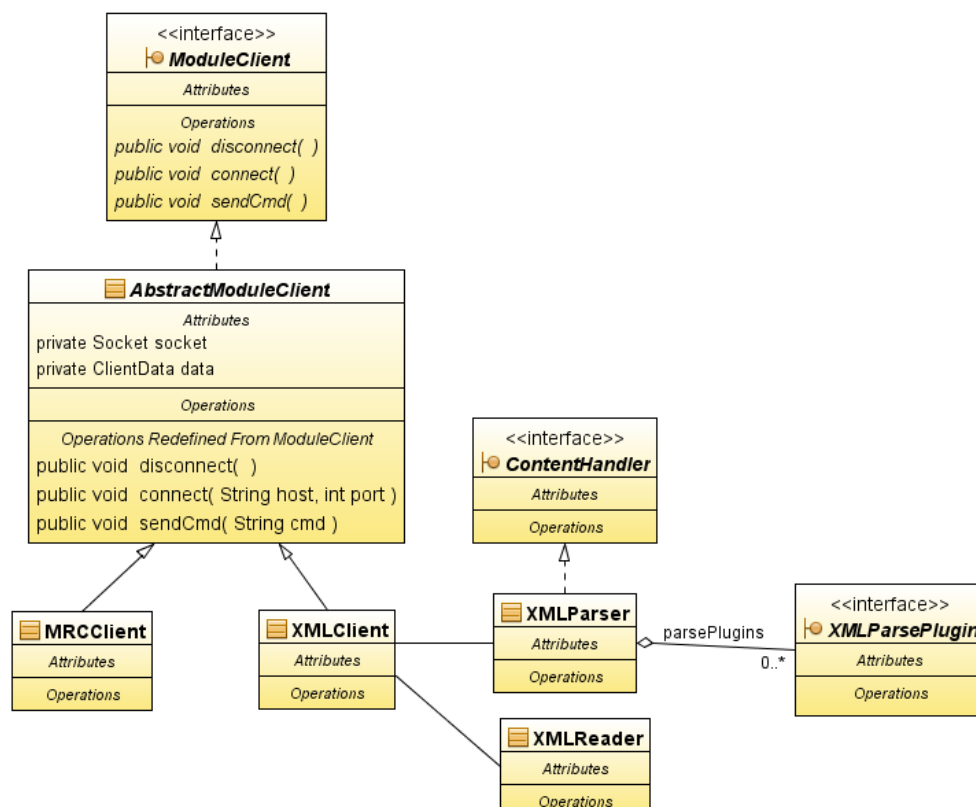 <<interface>>
ModuleClient
Attributes
Operations
public void disconnect( )
public void connect( )
public void sendCmd( )
AbstractModuleClient
Attributes
private Socket socket
private ClientData data
Operations
Operations Redefined From ModuleClient
public void disconnect( )
public void connect( String host, int port )
public void sendCmd( String cmd )
<<interface>>
ContentHandler
Attributes
Operations
MRCClient
Attributes
Operations
XMLClient
Attributes
Operations
XMLParser
Attributes
Operations
parsePlugins
0..*
<<interface>>
XMLParsePlugin
Attributes
Operations
XMLReader
Attributes
Operations